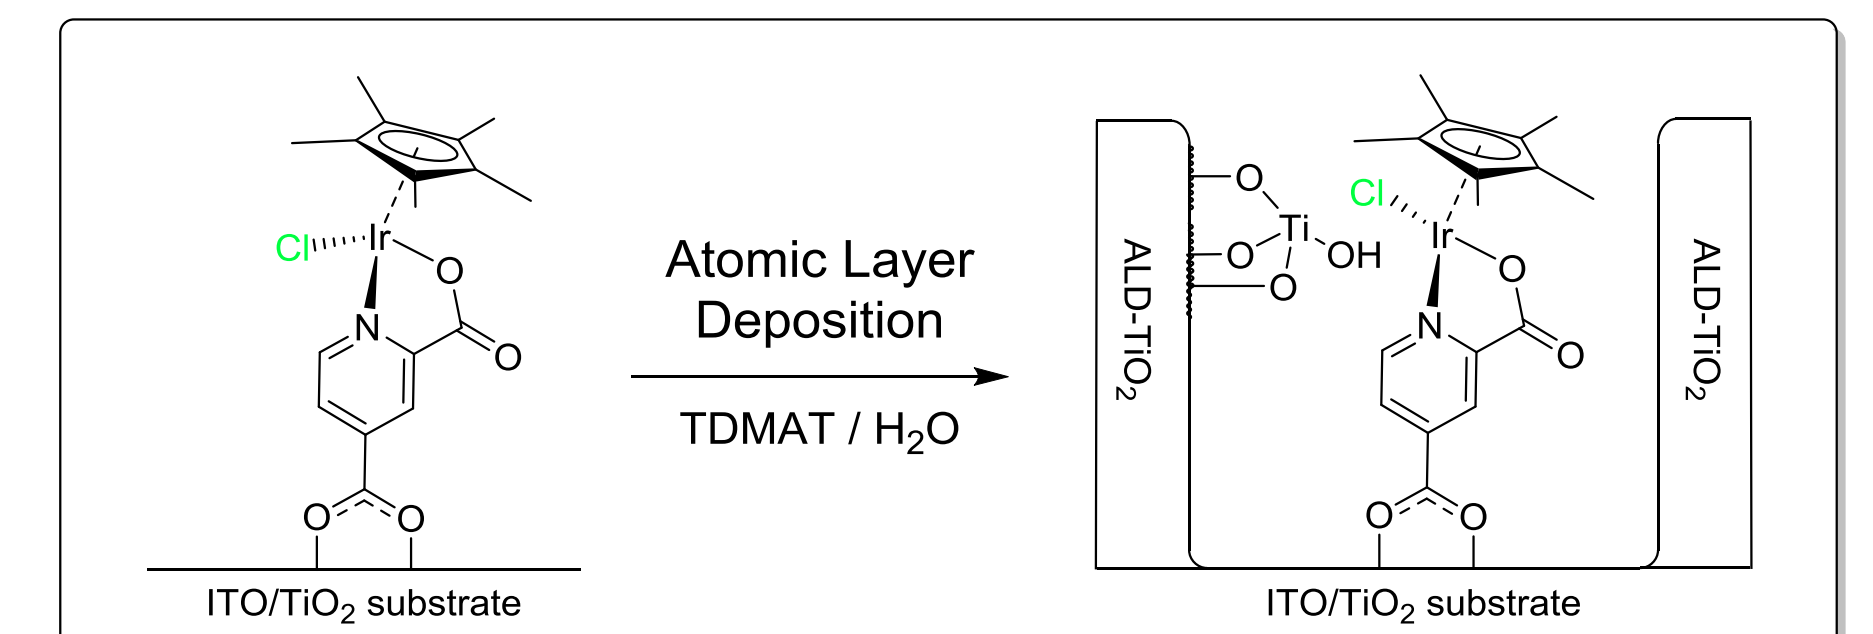 Cl
Ir
O
N
O
O
O
ITO/TiO2 substrate
Atomic Layer
Deposition
TDMAT / H2O
ALD-TiO2
O
Ti
O
OH
O
Cl
Ir
O
N
O
O
O
ALD-TiO2
ITO/TiO2 substrate